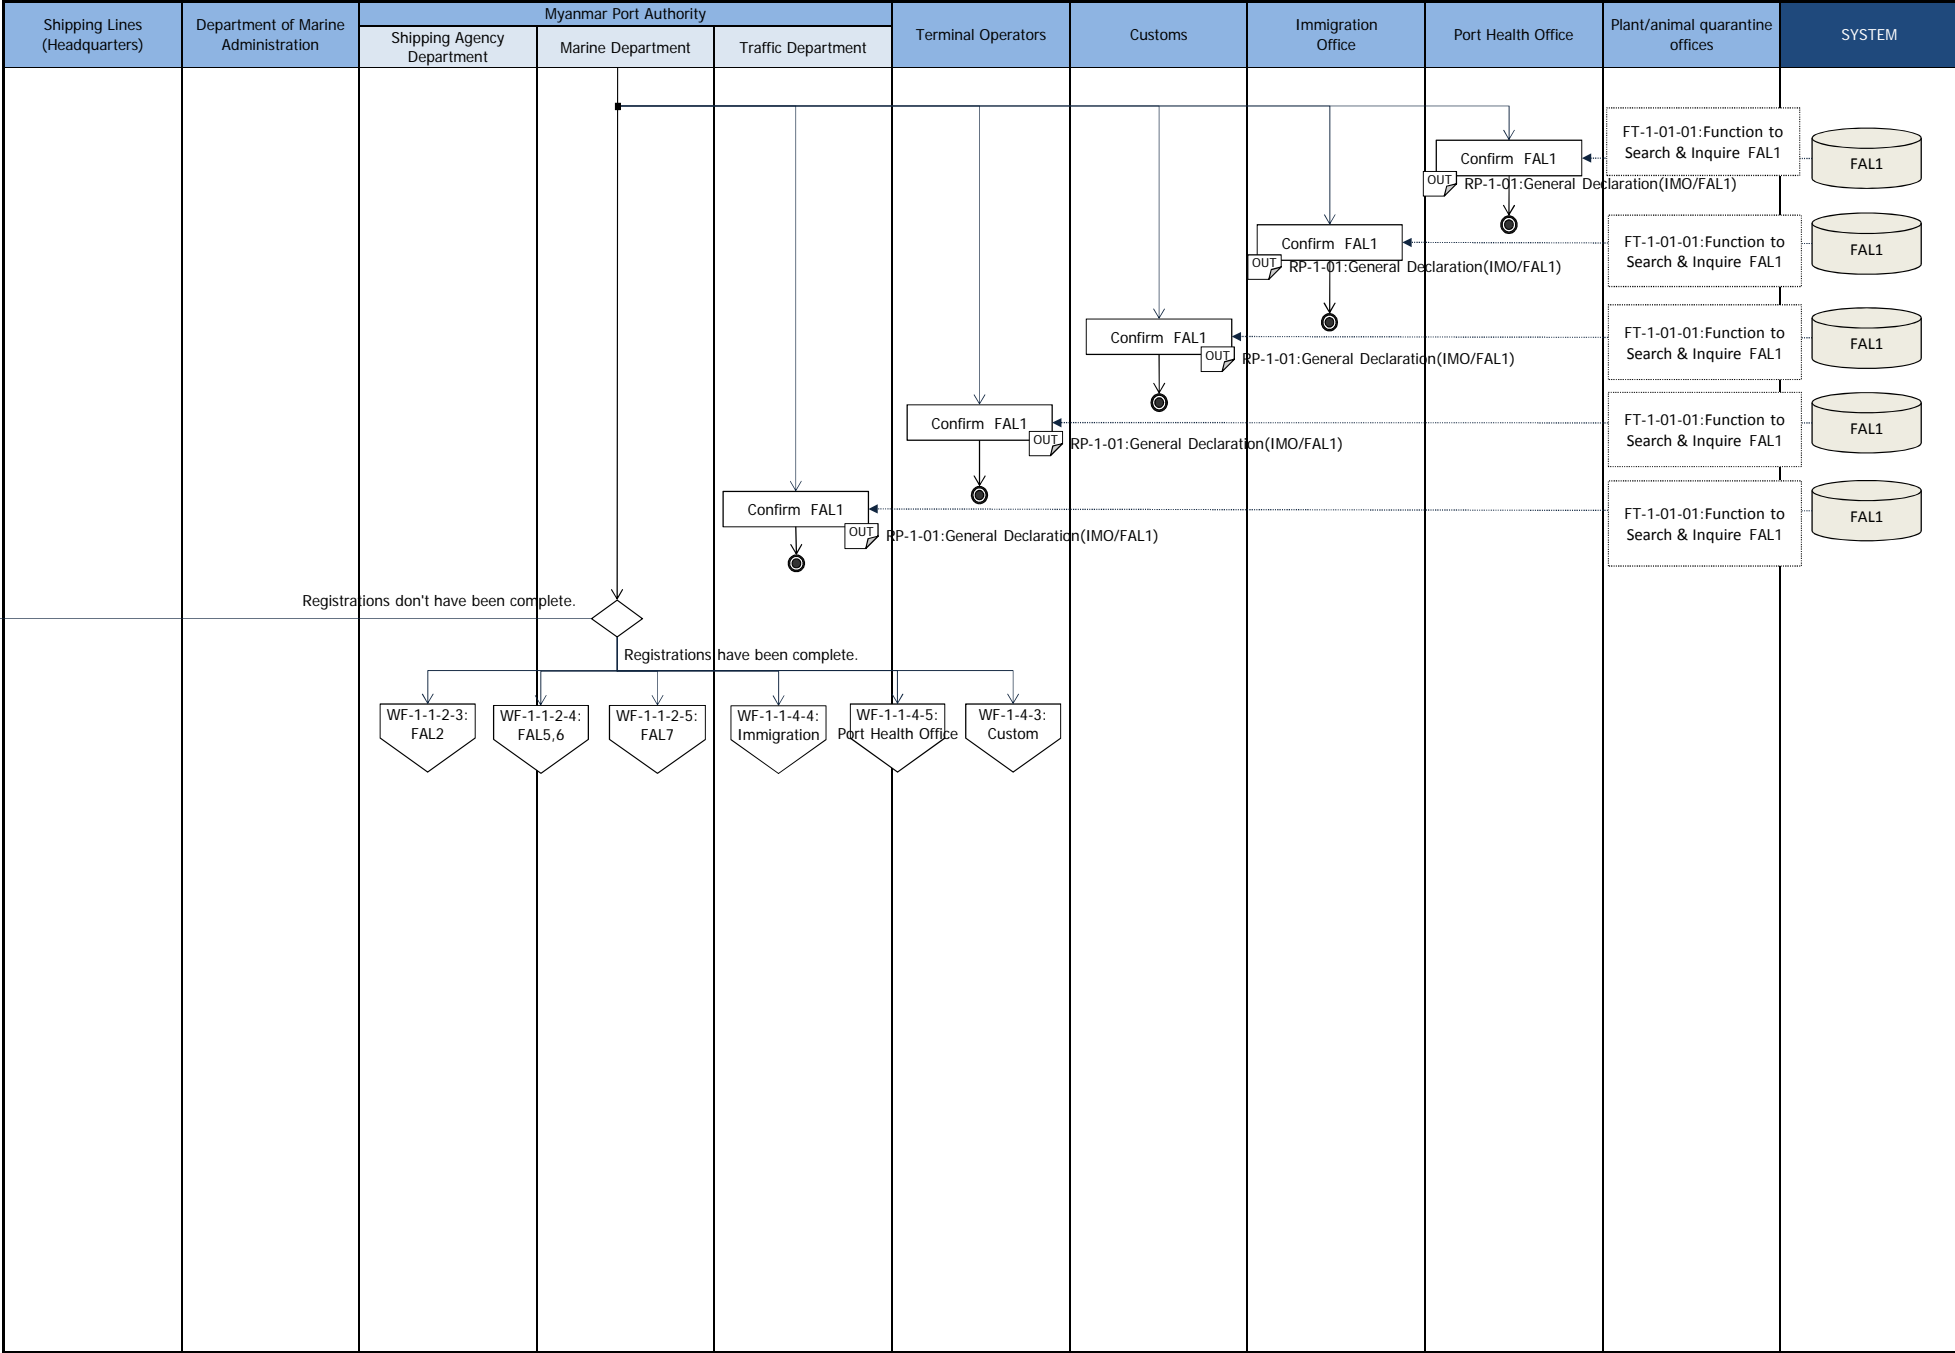 Shipping Lines
(Headquarters)
Department of Marine
Administration
Myanmar Port Authority
Shipping Agency
Department
Marine Department
Traffic Department
Terminal Operators
Customs
Immigration
Office
Port Health Office
Plant/animal quarantine
offices
SYSTEM
Confirm FAL1
OUT
RP-1-01:General Declaration(IMO/FAL1)
FT-1-01-01:Function to
Search & Inquire FAL1
FAL1
Confirm FAL1
OUT
RP-1-01:General Declaration(IMO/FAL1)
FT-1-01-01:Function to
Search & Inquire FAL1
FAL1
Confirm FAL1
OUT
RP-1-01:General Declaration(IMO/FAL1)
FT-1-01-01:Function to
Search & Inquire FAL1
FAL1
Confirm FAL1
OUT
RP-1-01:General Declaration(IMO/FAL1)
FT-1-01-01:Function to
Search & Inquire FAL1
FAL1
Confirm FAL1
OUT
RP-1-01:General Declaration(IMO/FAL1)
FT-1-01-01:Function to
Search & Inquire FAL1
FAL1
Registrations don't have been complete.
Registrations have been complete.
WF-1-1-2-3:
FAL2
WF-1-1-2-4:
FAL5,6
WF-1-1-2-5:
FAL7
WF-1-1-4-4:
Immigration
WF-1-1-4-5:
Port Health Office
WF-1-4-3:
Custom